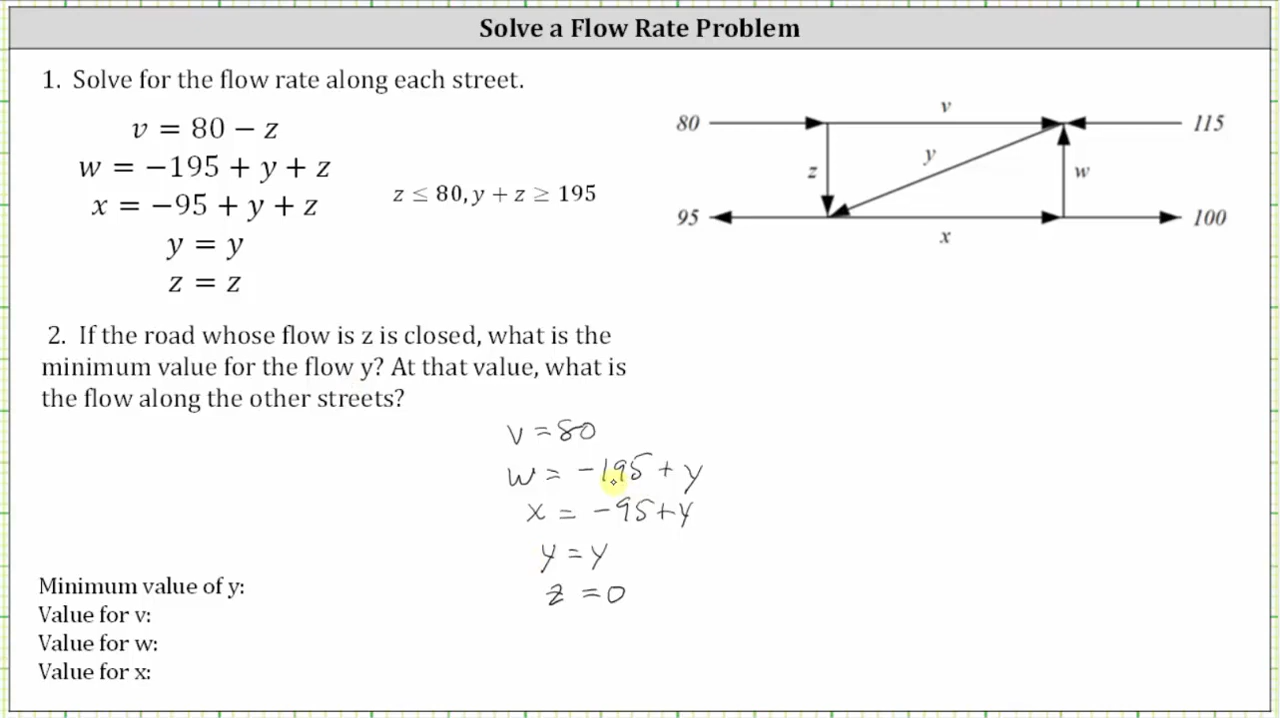 Solve a Flow Rate Problem
1. Solve for the flow rate along each street.
v = 80 − z
w = −195 + y + z
x = −95 + y + z
y = y
z = z
z ≤ 80, y + z ≥ 195
80
v
115
z
y
w
95
x
100
2. If the road whose flow is z is closed, what is the
minimum value for the flow y? At that value, what is
the flow along the other streets?
v = 80
w = -195 + y
x = -95 + y
y = y
z = 0
Minimum value of y:
Value for v:
Value for w:
Value for x: